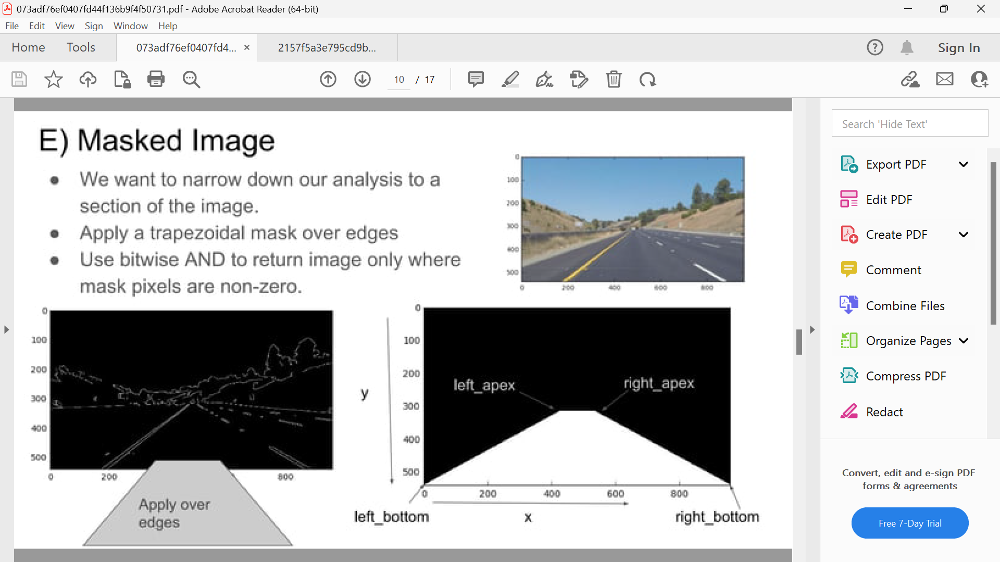 073adf76ef0407fd44f136b9f4f50731.pdf - Adobe Acrobat Reader (64-bit)
File Edit View Sign Window Help
Home Tools 073adf76ef0407fd4... × 2157f5a3e795cd9b... Sign In
10 / 17
E) Masked Image
• We want to narrow down our analysis to a
section of the image.
• Apply a trapezoidal mask over edges
• Use bitwise AND to return image only where
mask pixels are non-zero.
0
100
200
300
400
500
0 200 400 600 800
0
100
200
300
400
500
0 200 800
Apply over
edges
y
0
100
200
300
400
500
left_apex right_apex
0 200 400 600 800
left_bottom x right_bottom
Search 'Hide Text'
Export PDF
Edit PDF
Create PDF
Comment
Combine Files
Organize Pages
Compress PDF
Redact
Convert, edit and e-sign PDF
forms & agreements
Free 7-Day Trial